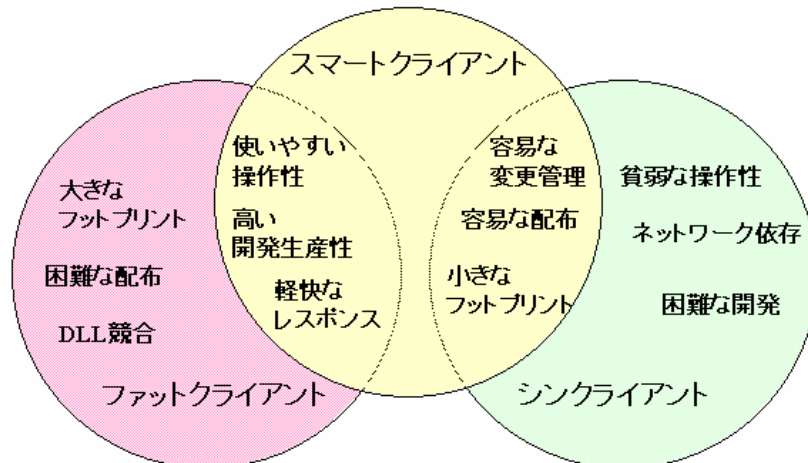 スマートクライアント
使いやすい
操作性
高い
開発生産性
軽快な
レスポンス
容易な
変更管理
容易な配布
小さな
フットプリント
大きな
フットプリント
困難な配布
DLL競合
ファットクライアント
貧弱な操作性
ネットワーク依存
困難な開発
シンクライアント